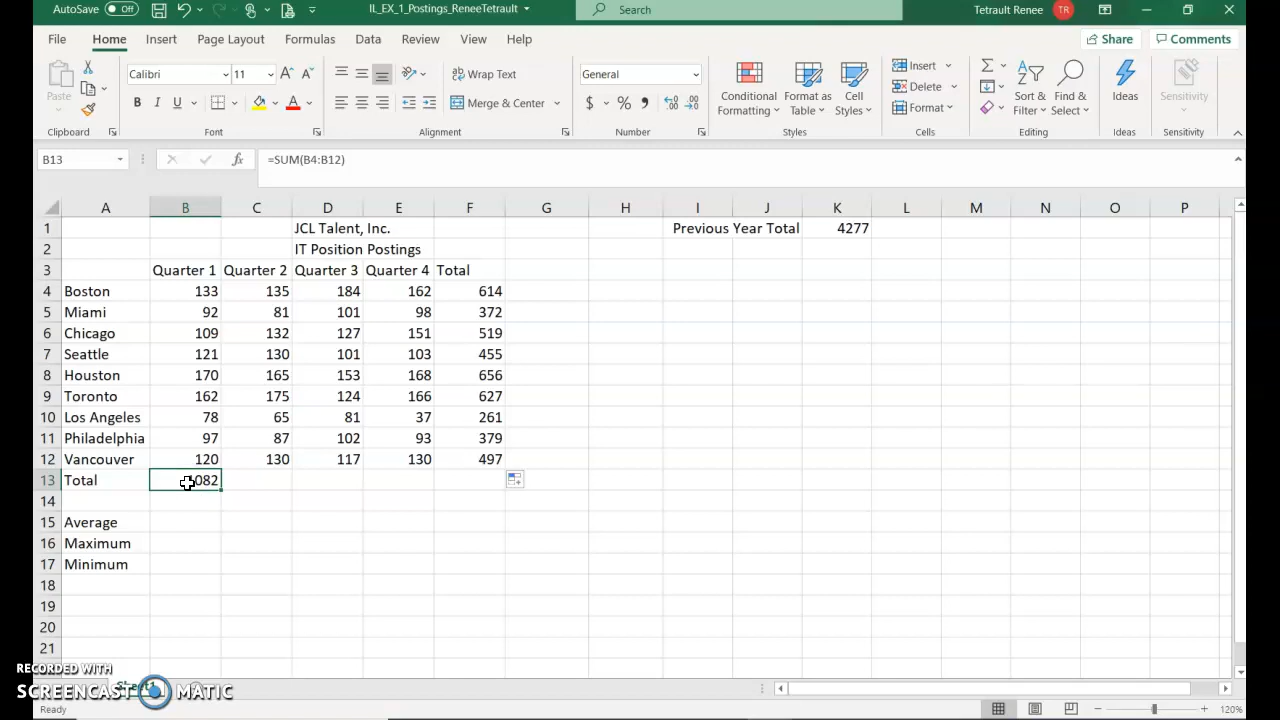 AutoSave Off IL_EX_1_Postings_ReneeTetrault Search Tetrault Renee TR
File Home Insert Page Layout Formulas Data Review View Help Share Comments
Paste Calibri 11 A A Wrap Text General Conditional Formatting Format as Table Cell Styles Insert Σ Sort & Filter Find & Select Ideas Sensitivity
B I U A Merge & Center $ % Delete
Format
Clipboard Font Alignment Number Styles Cells Editing Ideas Sensitivity
B13 fx =SUM(B4:B12)
A B C D E F G H I J K L M N O P
1 JCL Talent, Inc. Previous Year Total 4277
2 IT Position Postings
3 Quarter 1 Quarter 2 Quarter 3 Quarter 4 Total
4 Boston 133 135 184 162 614
5 Miami 92 81 101 98 372
6 Chicago 109 132 127 151 519
7 Seattle 121 130 101 103 455
8 Houston 170 165 153 168 656
9 Toronto 162 175 124 166 627
10 Los Angeles 78 65 81 37 261
11 Philadelphia 97 87 102 93 379
12 Vancouver 120 130 117 130 497
13 Total 082
14
15 Average
16 Maximum
17 Minimum
18
19
20
21
RECORDED WITH
SCREENCAST MATIC
Ready 120%